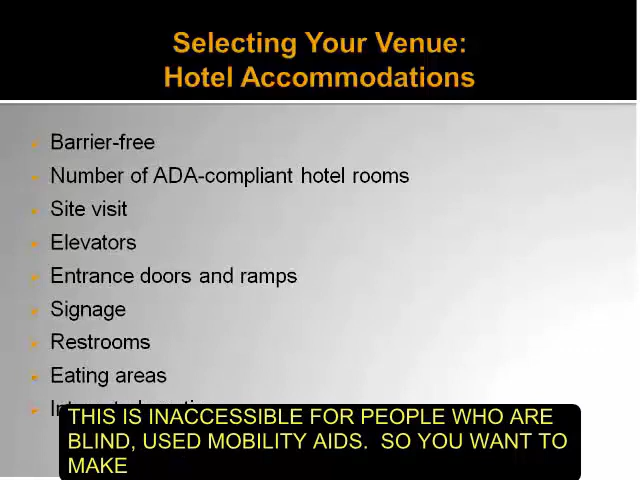 Selecting Your Venue:
Hotel Accommodations
Barrier-free
Number of ADA-compliant hotel rooms
Site visit
Elevators
Entrance doors and ramps
Signage
Restrooms
Eating areas
THIS IS INACCESSIBLE FOR PEOPLE WHO ARE
BLIND, USED MOBILITY AIDS. SO YOU WANT TO
MAKE